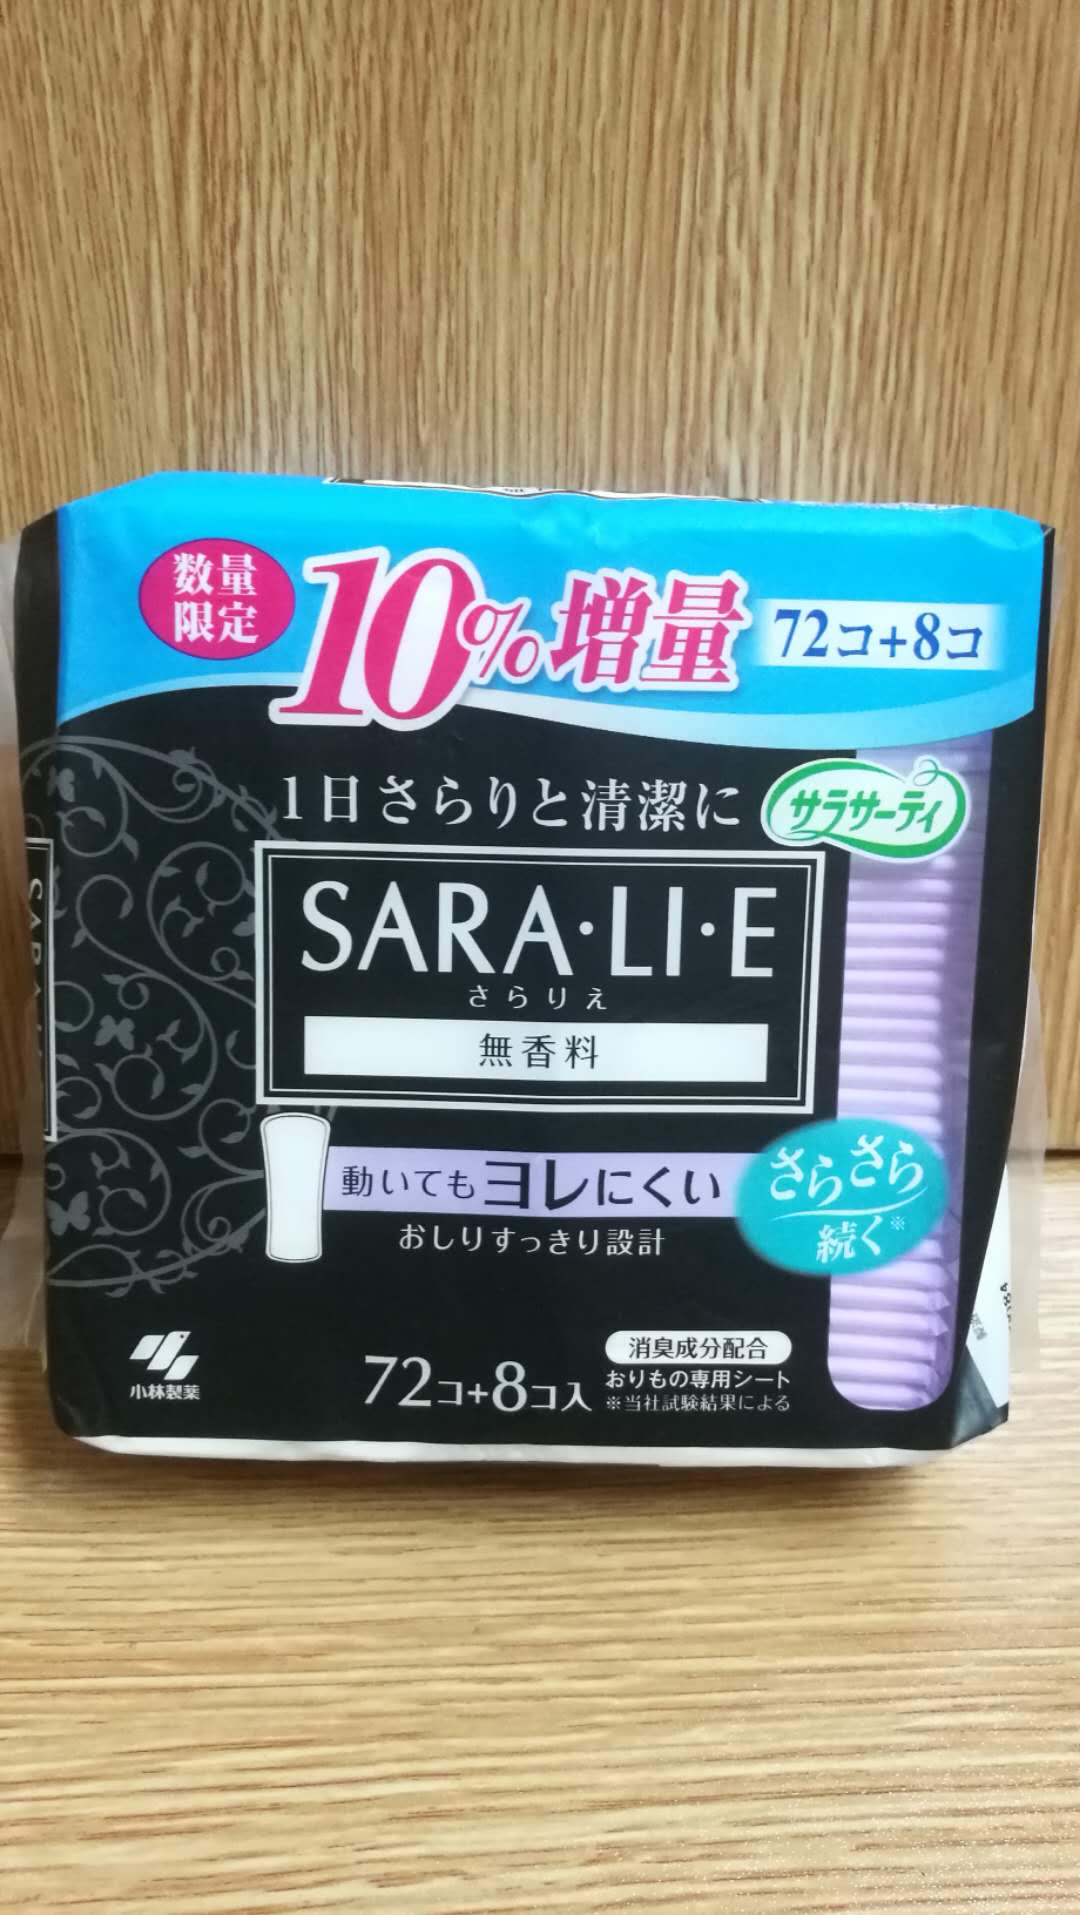 数量
限定
10%増量
72コ+8コ
1日さらりと清潔に
サラサーティ
SARA・LI・E
さらりえ
無香料
動いてもヨレにくい
おしりすっきり設計
さらさら
続く※
小林製薬
72コ+8コ入
消臭成分配合
おりもの専用シート
※当社試験結果による